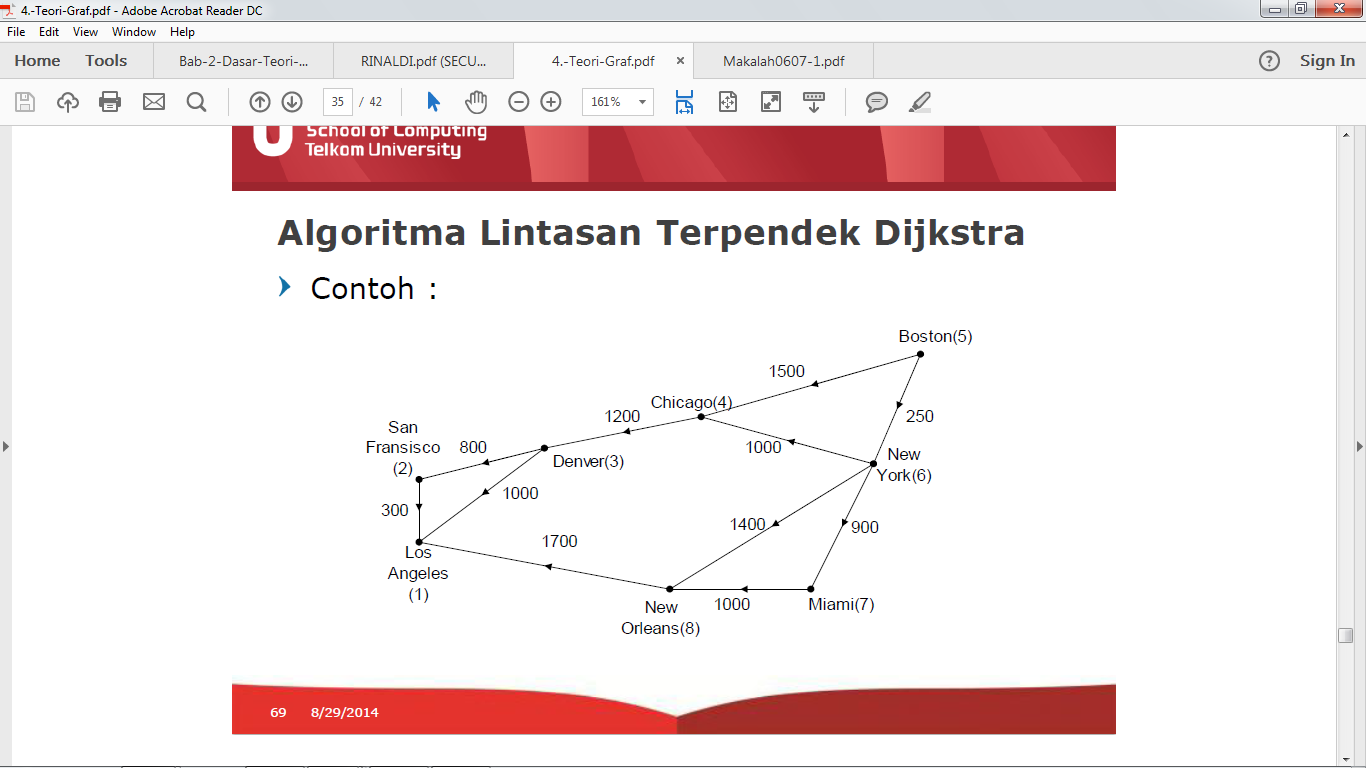 4.-Teori-Graf.pdf - Adobe Acrobat Reader DC
File Edit View Window Help
Home Tools Bab-2-Dasar-Teori-... RINALDI.pdf (SECU... 4.-Teori-Graf.pdf × Makalah0607-1.pdf ? Sign In
35 / 42 161%
School of Computing
Telkom University
Algoritma Lintasan Terpendek Dijkstra
Contoh :
Boston(5)
1500
Chicago(4)
1200
250
San
Fransisco
(2)
800
Denver(3)
1000
New
York(6)
300
1000
1400
900
1700
Los
Angeles
(1)
New
Orleans(8)
1000
Miami(7)
69 8/29/2014